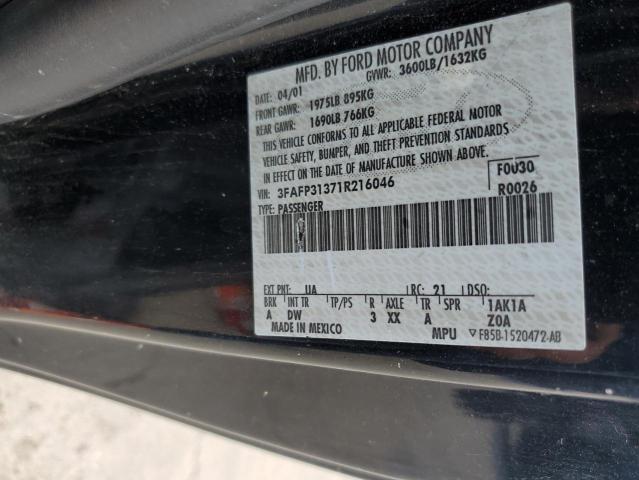 MFD. BY FORD MOTOR COMPANY
DATE: 04/01 GVWR: 3600LB/1632KG
FRONT GAWR: 1975LB 895KG
REAR GAWR: 1690LB 766KG
THIS VEHICLE CONFORMS TO ALL APPLICABLE FEDERAL MOTOR
VEHICLE SAFETY, BUMPER, AND THEFT PREVENTION STANDARDS
IN EFFECT ON THE DATE OF MANUFACTURE SHOWN ABOVE.
VIN: 3FAFP31371R216046 F0030
TYPE: PASSENGER R0026
EXT PNT: UA RC: 21 DSO:
BRK INT TR TP/PS R AXLE TR SPR 1AK1A
A DW 3 XX A Z0A
MADE IN MEXICO MPU ▽F85B-1520472-AB